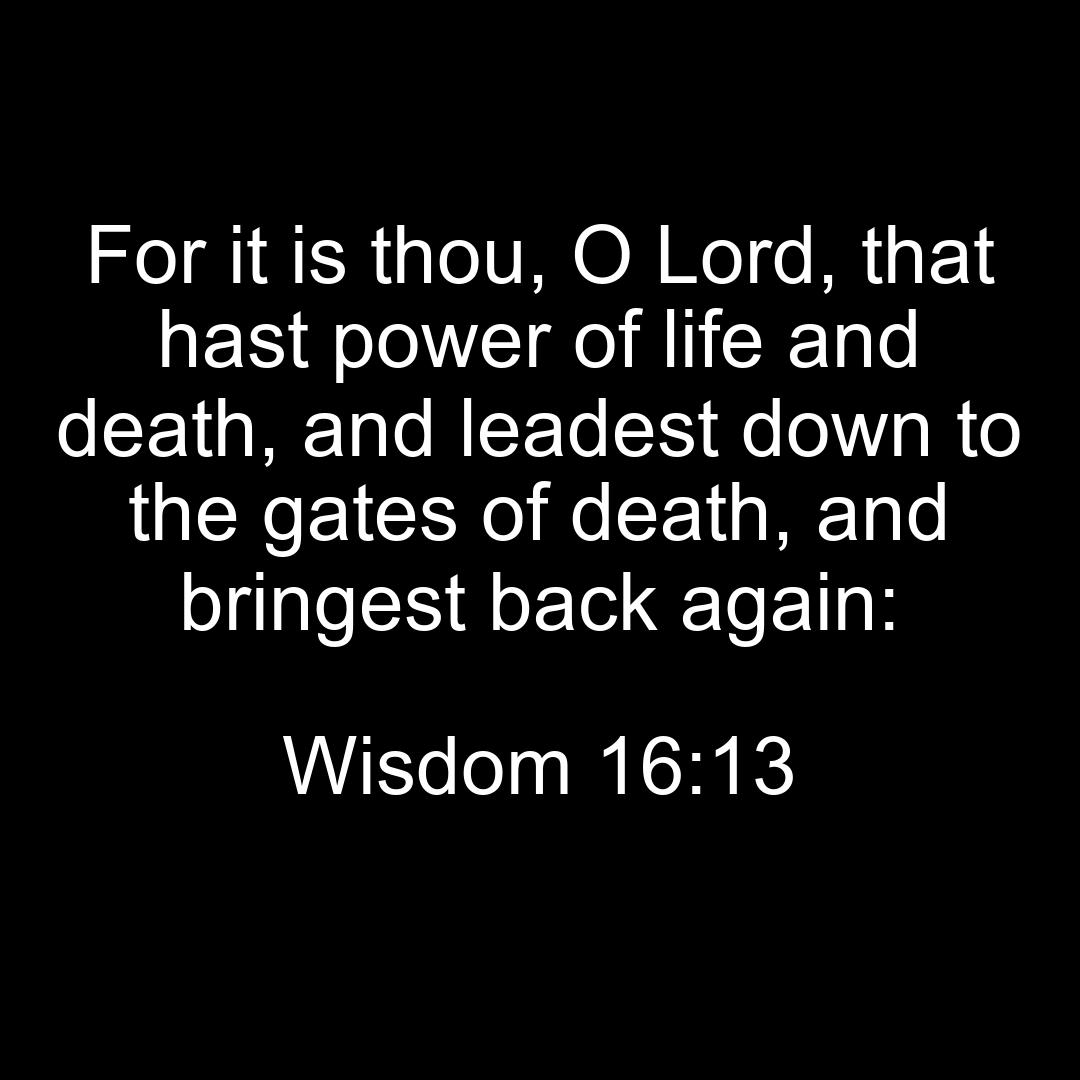 For it is thou, O Lord, that
hast power of life and
death, and leadest down to
the gates of death, and
bringest back again:
Wisdom 16:13